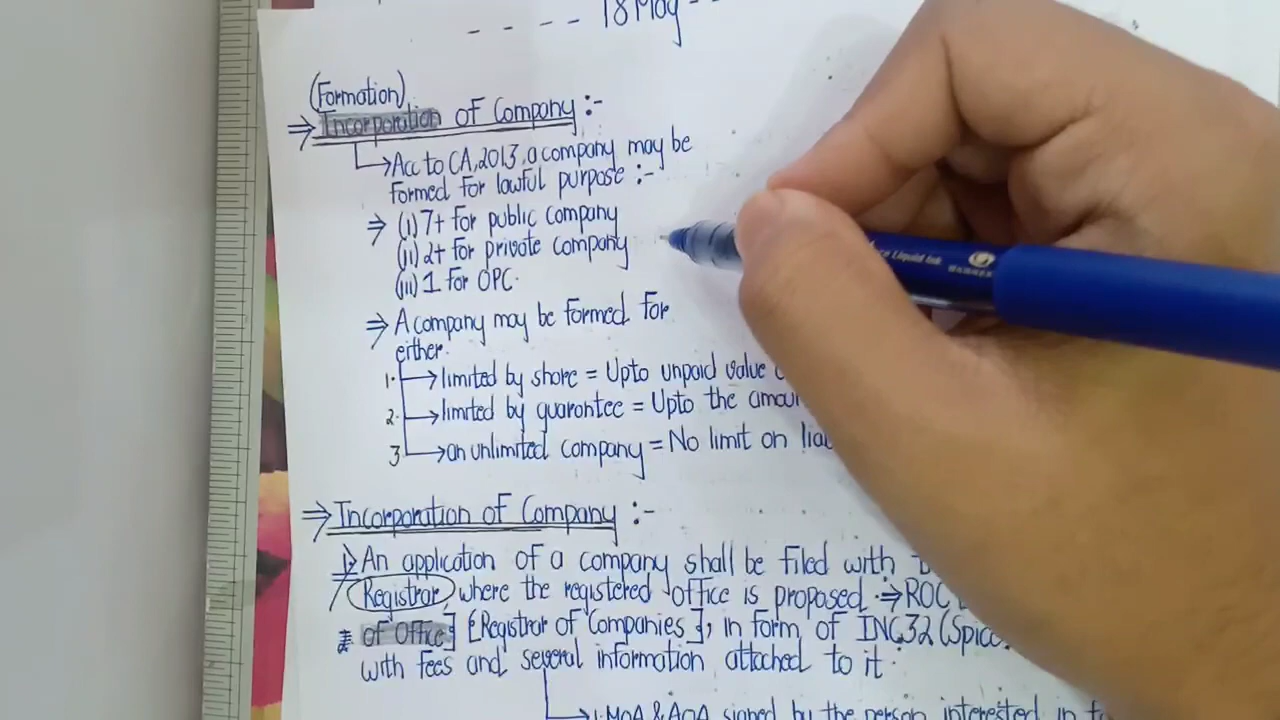 ---- 18 May --
(Formation)
⇒ Incorporation of Company :-
→ Acc to CA, 2013, a company may be
formed for lawful purpose :-
⇒ (i) 7+ for public company
(ii) 2+ for private company
(iii) 1 for OPC.
⇒ A company may be formed for
either.
1. → limited by share = Upto unpaid value
2. → limited by guarantee = Upto the
3 → an unlimited company = No limit on
⇒ Incorporation of Company :-
1> An application of a company shall be filed with
Registrar, where the registered office is proposed. ⇒ ROC
of Office] [Registrar of Companies], in form of INC 32 (Spice
with fees and several information attached to it.
→ 1. MOA & AOA signed by the person interested in